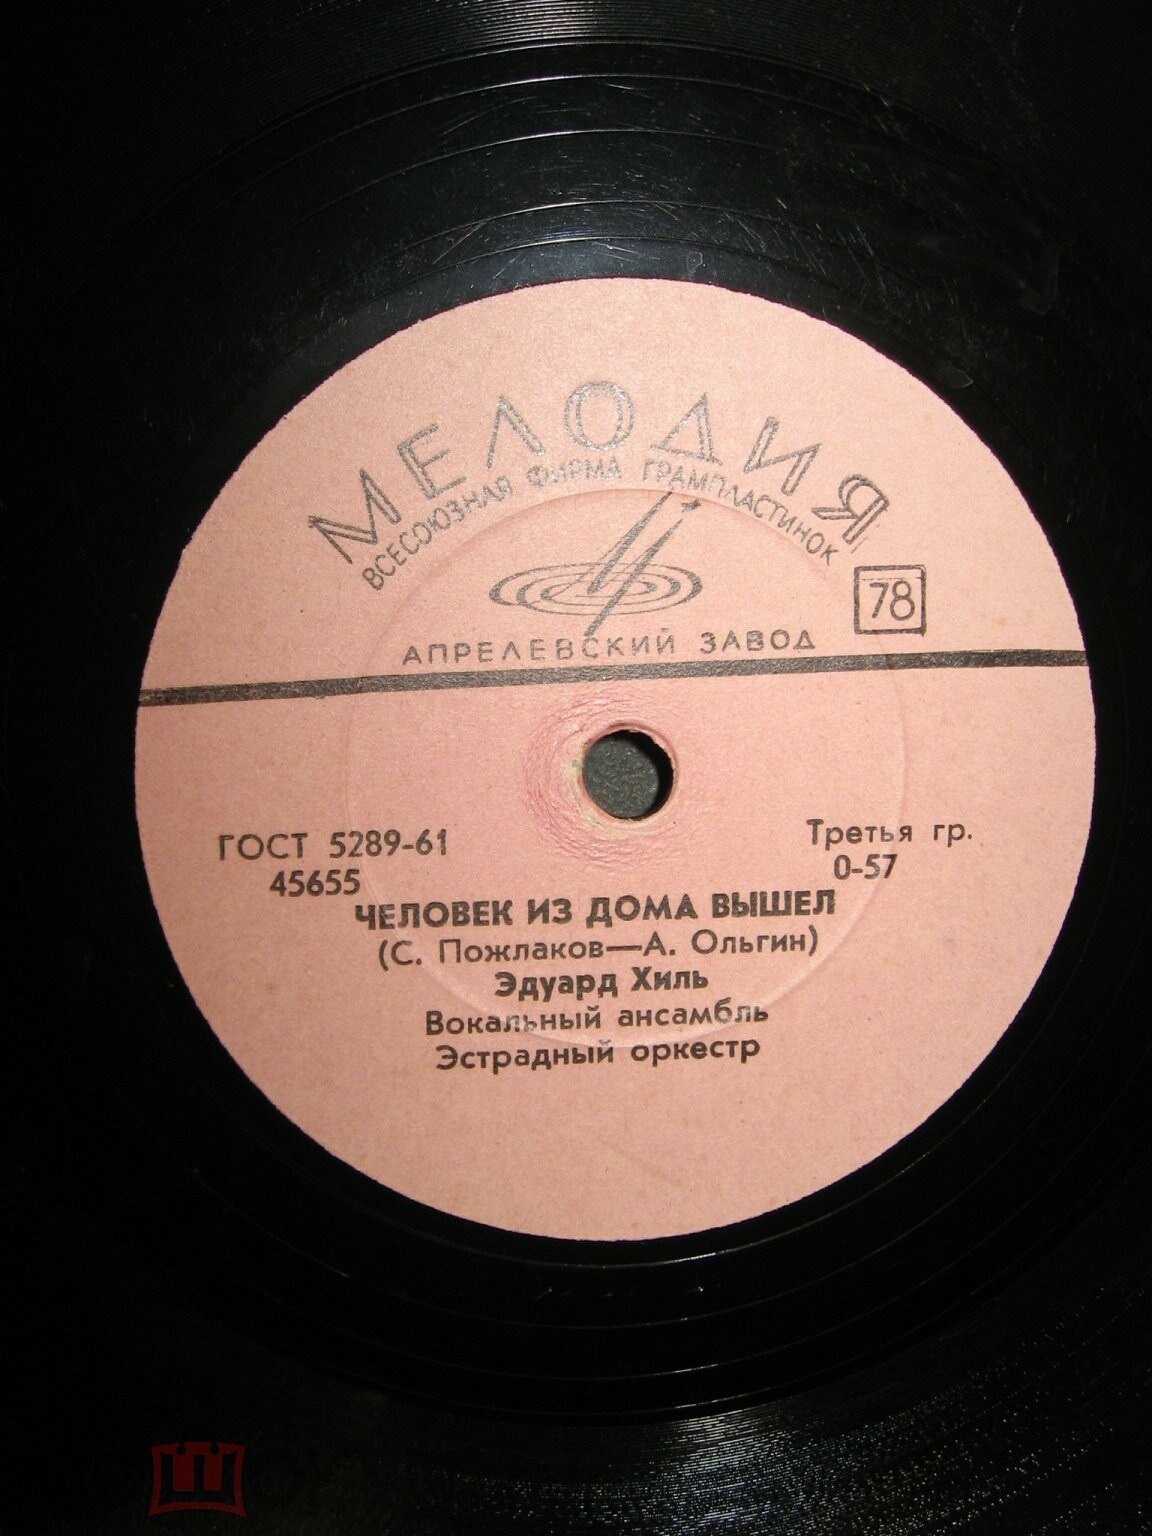 МЕЛОДИЯ
ВСЕСОЮЗНАЯ ФИРМА ГРАМПЛАСТИНОК
78
АПРЕЛЕВСКИЙ ЗАВОД
ГОСТ 5289-61
Третья гр.
45655
0-57
ЧЕЛОВЕК ИЗ ДОМА ВЫШЕЛ
(С. Пожлаков—А. Ольгин)
Эдуард Хиль
Вокальный ансамбль
Эстрадный оркестр